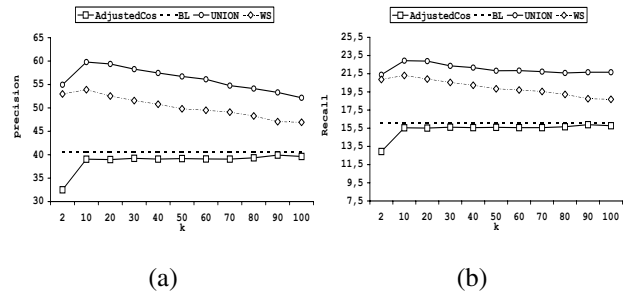 AdjustedCos BL UNION WS
65
60
55
50
45
40
35
30
precision
2 10 20 30 40 50 60 70 80 90 100
k
(a)
AdjustedCos BL UNION WS
25,5
23,5
21,5
19,5
17,5
15,5
13,5
11,5
9,5
7,5
Recall
2 10 20 30 40 50 60 70 80 90 100
k
(b)